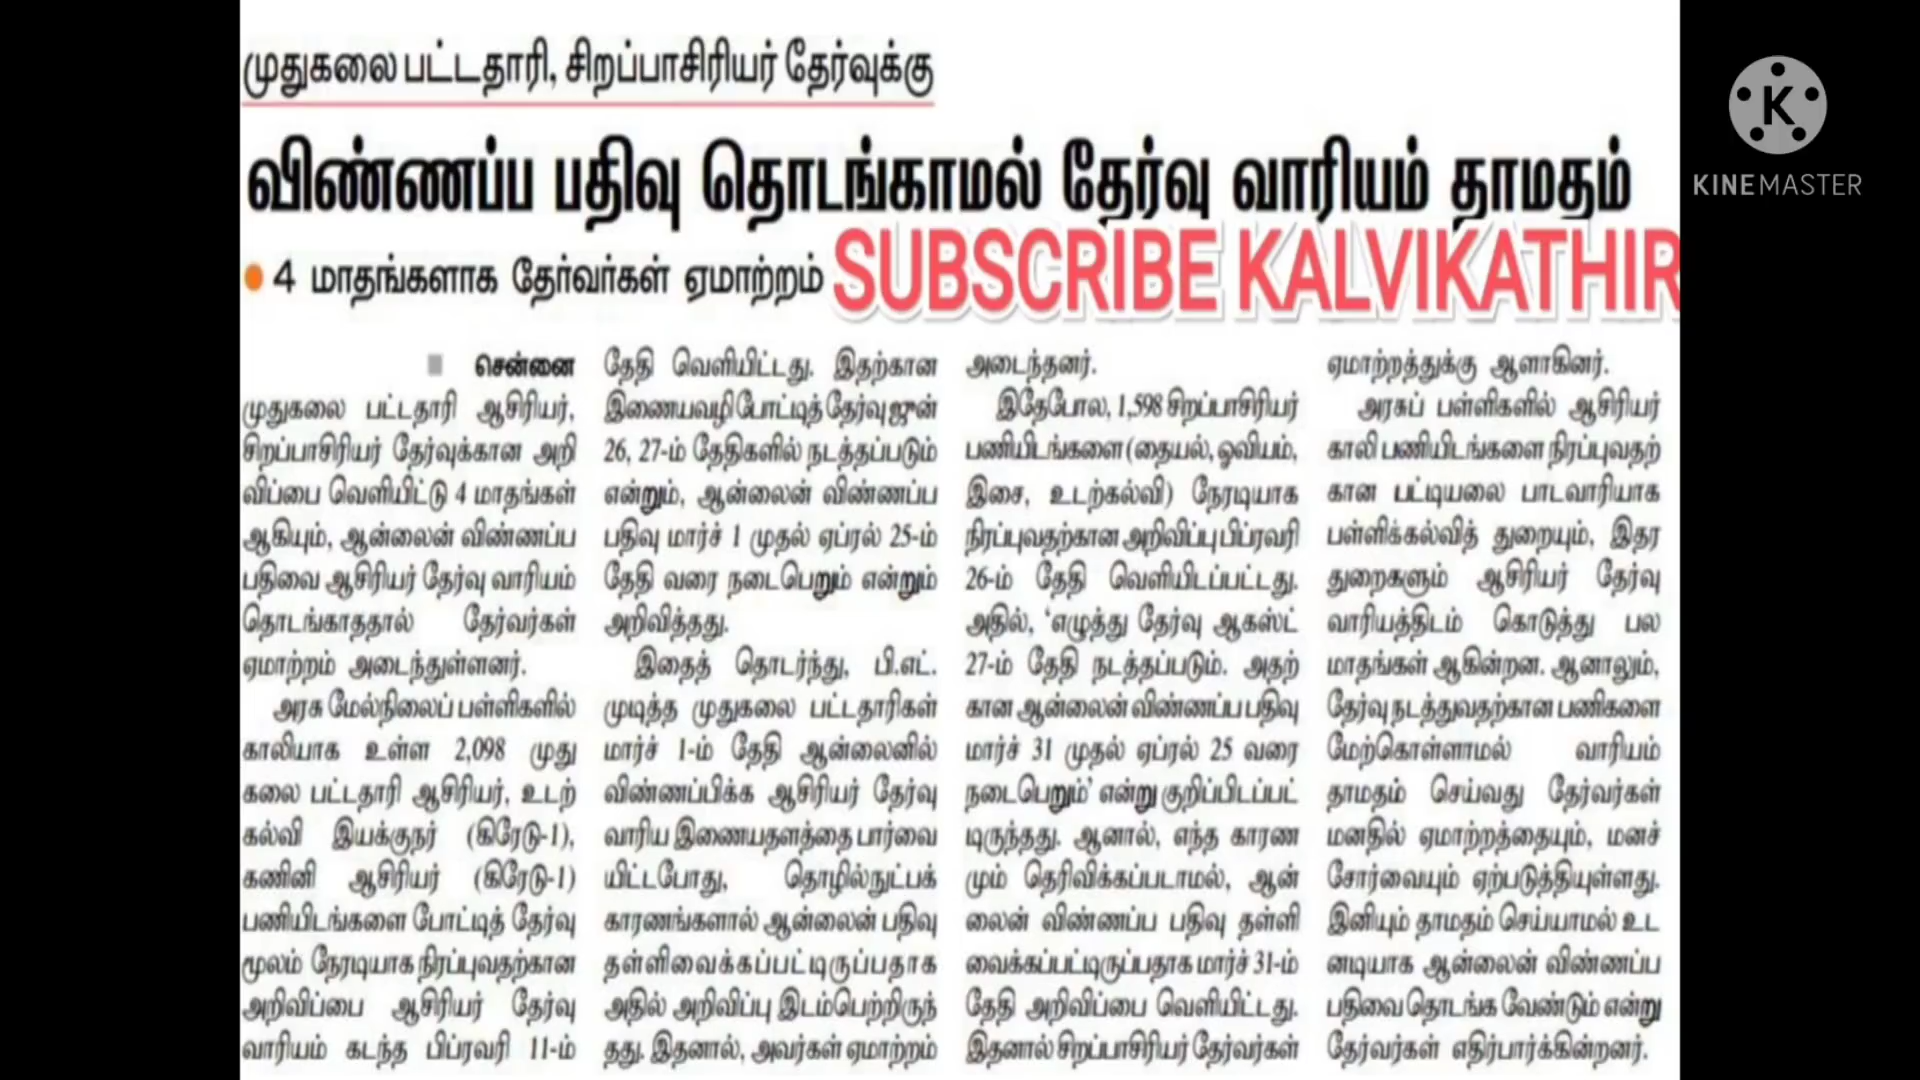 முதுகலை பட்டதாரி, சிறப்பாசிரியர் தேர்வுக்கு
விண்ணப்ப பதிவு தொடங்காமல் தேர்வு வாரியம் தாமதம்
4 மாதங்களாக தேர்வர்கள் ஏமாற்றம்
SUBSCRIBE KALVIKATHIR
சென்னை
முதுகலை பட்டதாரி ஆசிரியர்,
சிறப்பாசிரியர் தேர்வுக்கான அறி
விப்பை வெளியிட்டு 4 மாதங்கள்
ஆகியும், ஆன்லைன் விண்ணப்ப
பதிவை ஆசிரியர் தேர்வு வாரியம்
தொடங்காததால் தேர்வர்கள்
ஏமாற்றம் அடைந்துள்ளனர்.
அரசு மேல்நிலைப் பள்ளிகளில்
காலியாக உள்ள 2,098 முது
கலை பட்டதாரி ஆசிரியர், உடற்
கல்வி இயக்குநர் (கிரேடு-1),
கணினி ஆசிரியர் (கிரேடு-1)
பணியிடங்களை போட்டித் தேர்வு
மூலம் நேரடியாக நிரப்புவதற்கான
அறிவிப்பை ஆசிரியர் தேர்வு
வாரியம் கடந்த பிப்ரவரி 11-ம்
தேதி வெளியிட்டது. இதற்கான
இணையவழி போட்டித் தேர்வு ஜுன்
26, 27-ம் தேதிகளில் நடத்தப்படும்
என்றும், ஆன்லைன் விண்ணப்ப
பதிவு மார்ச் 1 முதல் ஏப்ரல் 25-ம்
தேதி வரை நடைபெறும் என்றும்
அறிவித்தது.
இதைத் தொடர்ந்து, பி.எட்.
முடித்த முதுகலை பட்டதாரிகள்
மார்ச் 1-ம் தேதி ஆன்லைனில்
விண்ணப்பிக்க ஆசிரியர் தேர்வு
வாரிய இணையதளத்தை பார்வை
யிட்டபோது, தொழில்நுட்பக்
காரணங்களால் ஆன்லைன் பதிவு
தள்ளிவைக்கப்பட்டிருப்பதாக
அதில் அறிவிப்பு இடம்பெற்றிருந்
தது. இதனால், அவர்கள் ஏமாற்றம்
அடைந்தனர்.
இதேபோல, 1,598 சிறப்பாசிரியர்
பணியிடங்களை (தையல், ஓவியம்,
இசை, உடற்கல்வி) நேரடியாக
நிரப்புவதற்கான அறிவிப்பு பிப்ரவரி
26-ம் தேதி வெளியிடப்பட்டது.
அதில், ‘எழுத்து தேர்வு ஆகஸ்ட்
27-ம் தேதி நடத்தப்படும். அதற்
கான ஆன்லைன் விண்ணப்ப பதிவு
மார்ச் 31 முதல் ஏப்ரல் 25 வரை
நடைபெறும்’ என்று குறிப்பிடப்பட்
டிருந்தது. ஆனால், எந்த காரண
மும் தெரிவிக்கப்படாமல், ஆன்
லைன் விண்ணப்ப பதிவு தள்ளி
வைக்கப்பட்டிருப்பதாக மார்ச் 31-ம்
தேதி அறிவிப்பை வெளியிட்டது.
இதனால் சிறப்பாசிரியர் தேர்வர்கள்
ஏமாற்றத்துக்கு ஆளாகினர்.
அரசுப் பள்ளிகளில் ஆசிரியர்
காலி பணியிடங்களை நிரப்புவதற்
கான பட்டியலை பாடவாரியாக
பள்ளிக்கல்வித் துறையும், இதர
துறைகளும் ஆசிரியர் தேர்வு
வாரியத்திடம் கொடுத்து பல
மாதங்கள் ஆகின்றன. ஆனாலும்,
தேர்வு நடத்துவதற்கான பணிகளை
மேற்கொள்ளாமல் வாரியம்
தாமதம் செய்வது தேர்வர்கள்
மனதில் ஏமாற்றத்தையும், மனச்
சோர்வையும் ஏற்படுத்தியுள்ளது.
இனியும் தாமதம் செய்யாமல் உட
னடியாக ஆன்லைன் விண்ணப்ப
பதிவை தொடங்க வேண்டும் என்று
தேர்வர்கள் எதிர்பார்க்கின்றனர்.
K
KINEMASTER